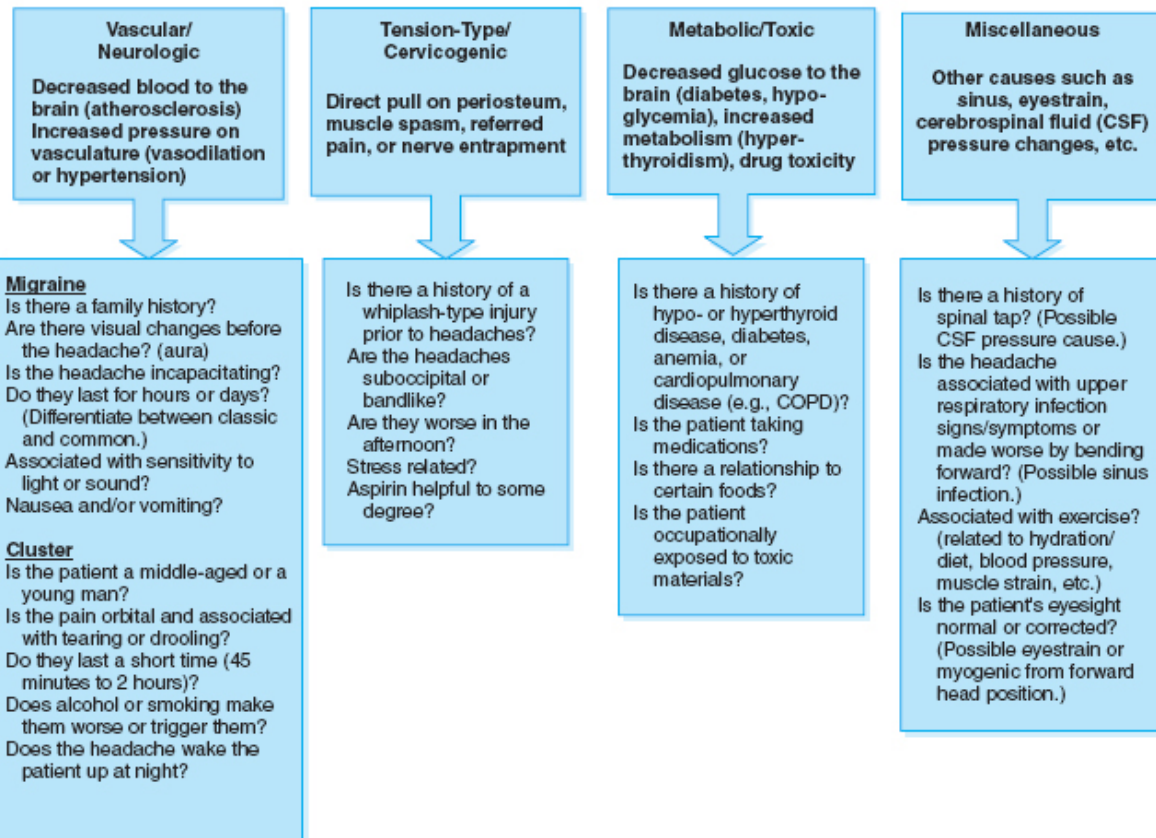 Vascular/
Neurologic
Decreased blood to the
brain (atherosclerosis)
Increased pressure on
vasculature (vasodilation
or hypertension)
Tension-Type/
Cervicogenic
Direct pull on periosteum,
muscle spasm, referred
pain, or nerve entrapment
Metabolic/Toxic
Decreased glucose to the
brain (diabetes, hypo-
glycemia), increased
metabolism (hyper-
thyroidism), drug toxicity
Miscellaneous
Other causes such as
sinus, eyestrain,
cerebrospinal fluid (CSF)
pressure changes, etc.
Migraine
Is there a family history?
Are there visual changes before
the headache? (aura)
Is the headache incapacitating?
Do they last for hours or days?
(Differentiate between classic
and common.)
Associated with sensitivity to
light or sound?
Nausea and/or vomiting?
Cluster
Is the patient a middle-aged or a
young man?
Is the pain orbital and associated
with tearing or drooling?
Do they last a short time (45
minutes to 2 hours)?
Does alcohol or smoking make
them worse or trigger them?
Does the headache wake the
patient up at night?
Is there a history of a
whiplash-type injury
prior to headaches?
Are the headaches
suboccipital or
bandlike?
Are they worse in the
afternoon?
Stress related?
Aspirin helpful to some
degree?
Is there a history of
hypo- or hyperthyroid
disease, diabetes,
anemia, or
cardiopulmonary
disease (e.g., COPD)?
Is the patient taking
medications?
Is there a relationship to
certain foods?
Is the patient
occupationally
exposed to toxic
materials?
Is there a history of
spinal tap? (Possible
CSF pressure cause.)
Is the headache
associated with upper
respiratory infection
signs/symptoms or
made worse by bending
forward? (Possible sinus
infection.)
Associated with exercise?
(related to hydration/
diet, blood pressure,
muscle strain, etc.)
Is the patient's eyesight
normal or corrected?
(Possible eyestrain or
myogenic from forward
head position.)